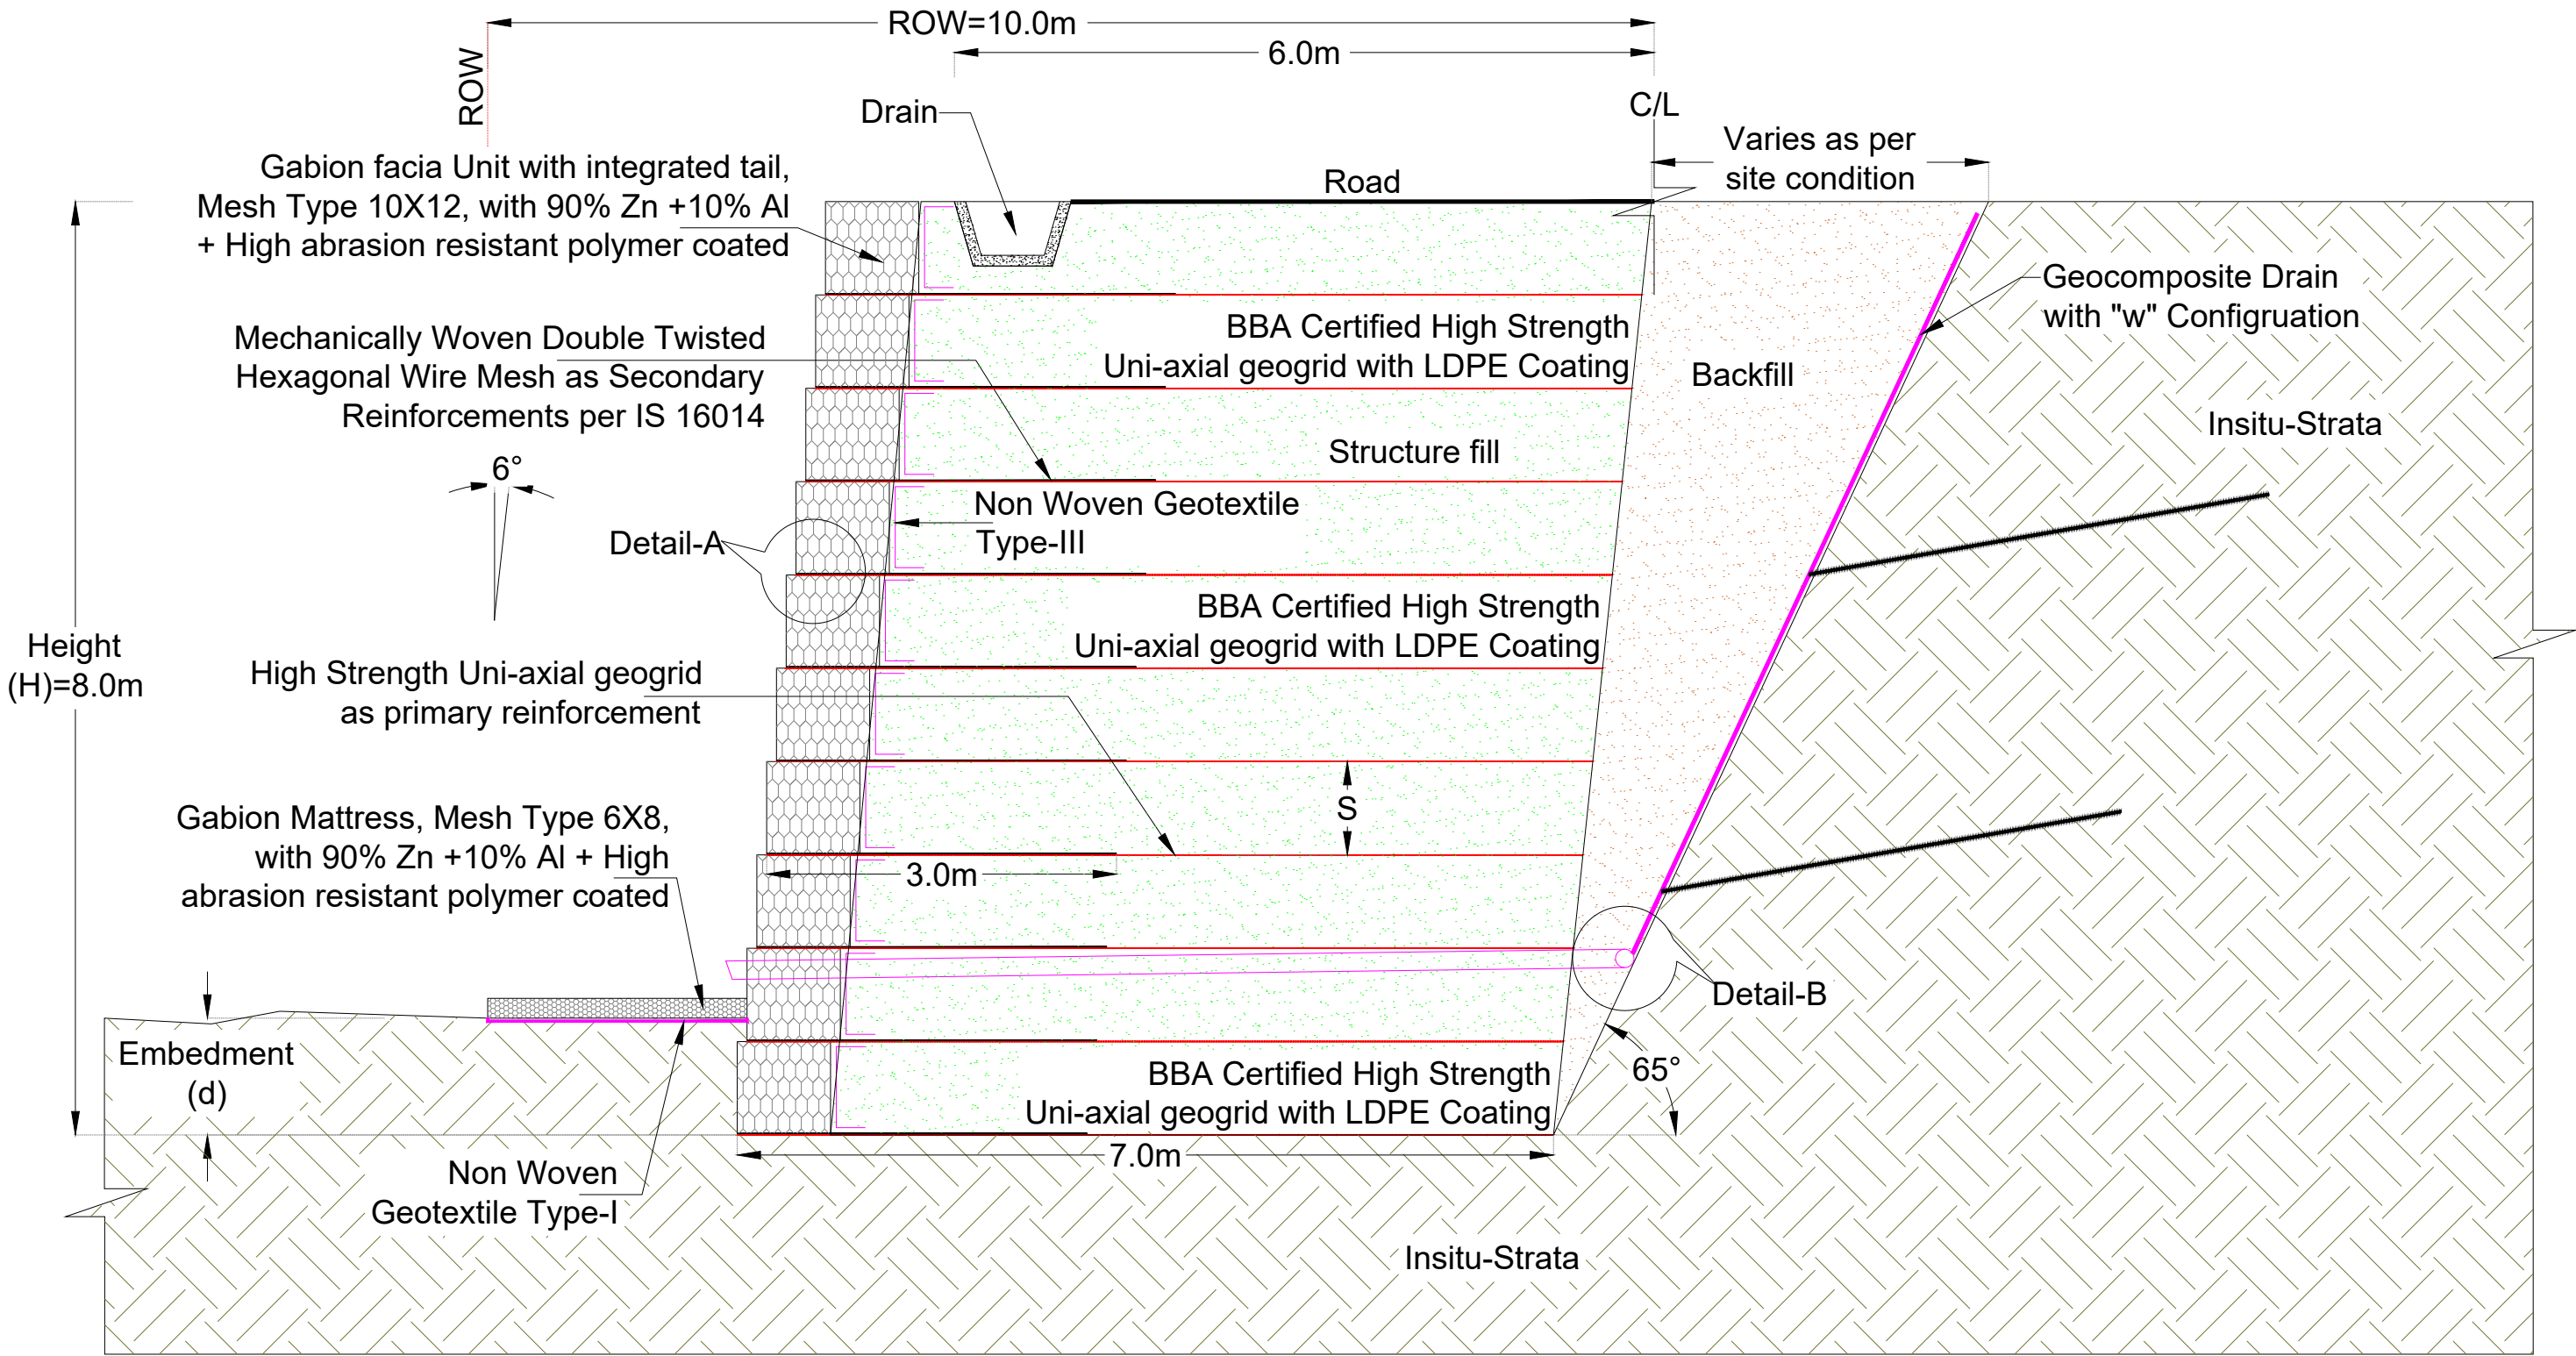 ROW=10.0m
6.0m
ROW
Drain
C/L
Varies as per
site condition
Gabion facia Unit with integrated tail,
Mesh Type 10X12, with 90% Zn +10% Al
+ High abrasion resistant polymer coated
Road
Geocomposite Drain
with "w" Configruation
Mechanically Woven Double Twisted
Hexagonal Wire Mesh as Secondary
Reinforcements per IS 16014
BBA Certified High Strength
Uni-axial geogrid with LDPE Coating
Backfill
Insitu-Strata
Structure fill
6°
Non Woven Geotextile
Type-III
Detail-A
BBA Certified High Strength
Uni-axial geogrid with LDPE Coating
Height
(H)=8.0m
High Strength Uni-axial geogrid
as primary reinforcement
S
Gabion Mattress, Mesh Type 6X8,
with 90% Zn +10% Al + High
abrasion resistant polymer coated
3.0m
Detail-B
Embedment
(d)
65°
BBA Certified High Strength
Uni-axial geogrid with LDPE Coating
7.0m
Non Woven
Geotextile Type-I
Insitu-Strata